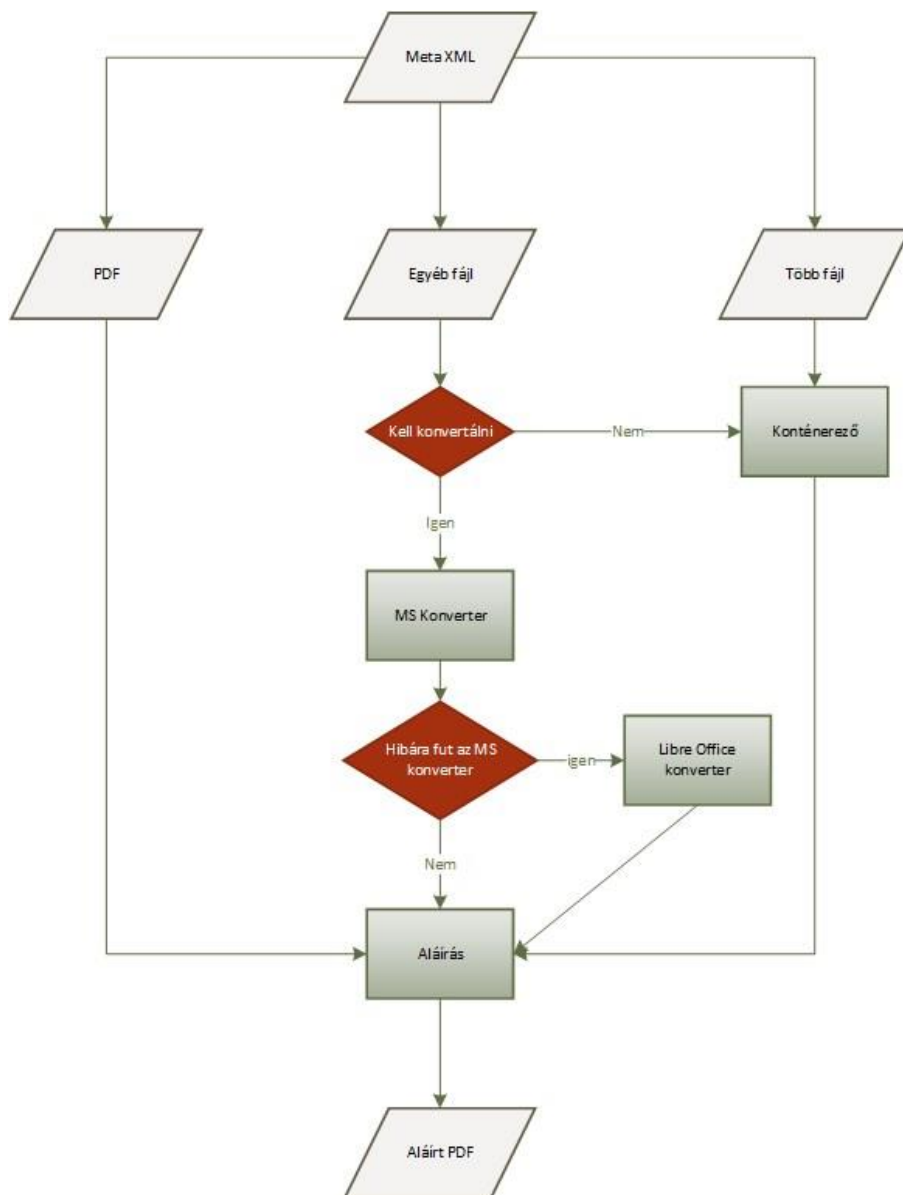 Meta XML
PDF
Egyéb fájl
Több fájl
Kell konvertálni
Nem
Konténerező
Igen
MS Konverter
Hibára fut az MS
konverter
igen
Libre Office
konverter
Nem
Aláírás
Aláírt PDF